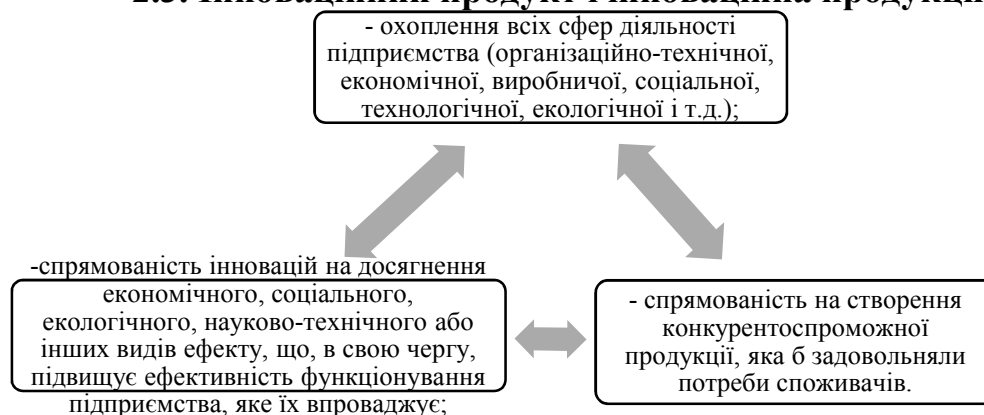 2.3. Інноваційний продукт і інноваційна продукція
- охоплення всіх сфер діяльності
підприємства (організаційно-технічної,
економічної, виробничої, соціальної,
технологічної, екологічної і т.д.);
-спрямованість інновацій на досягнення
економічного, соціального,
екологічного, науково-технічного або
інших видів ефекту, що, в свою чергу,
підвищує ефективність функціонування
підприємства, яке їх впроваджує;
- спрямованість на створення
конкурентоспроможної
продукції, яка б задовольняли
потреби споживачів.